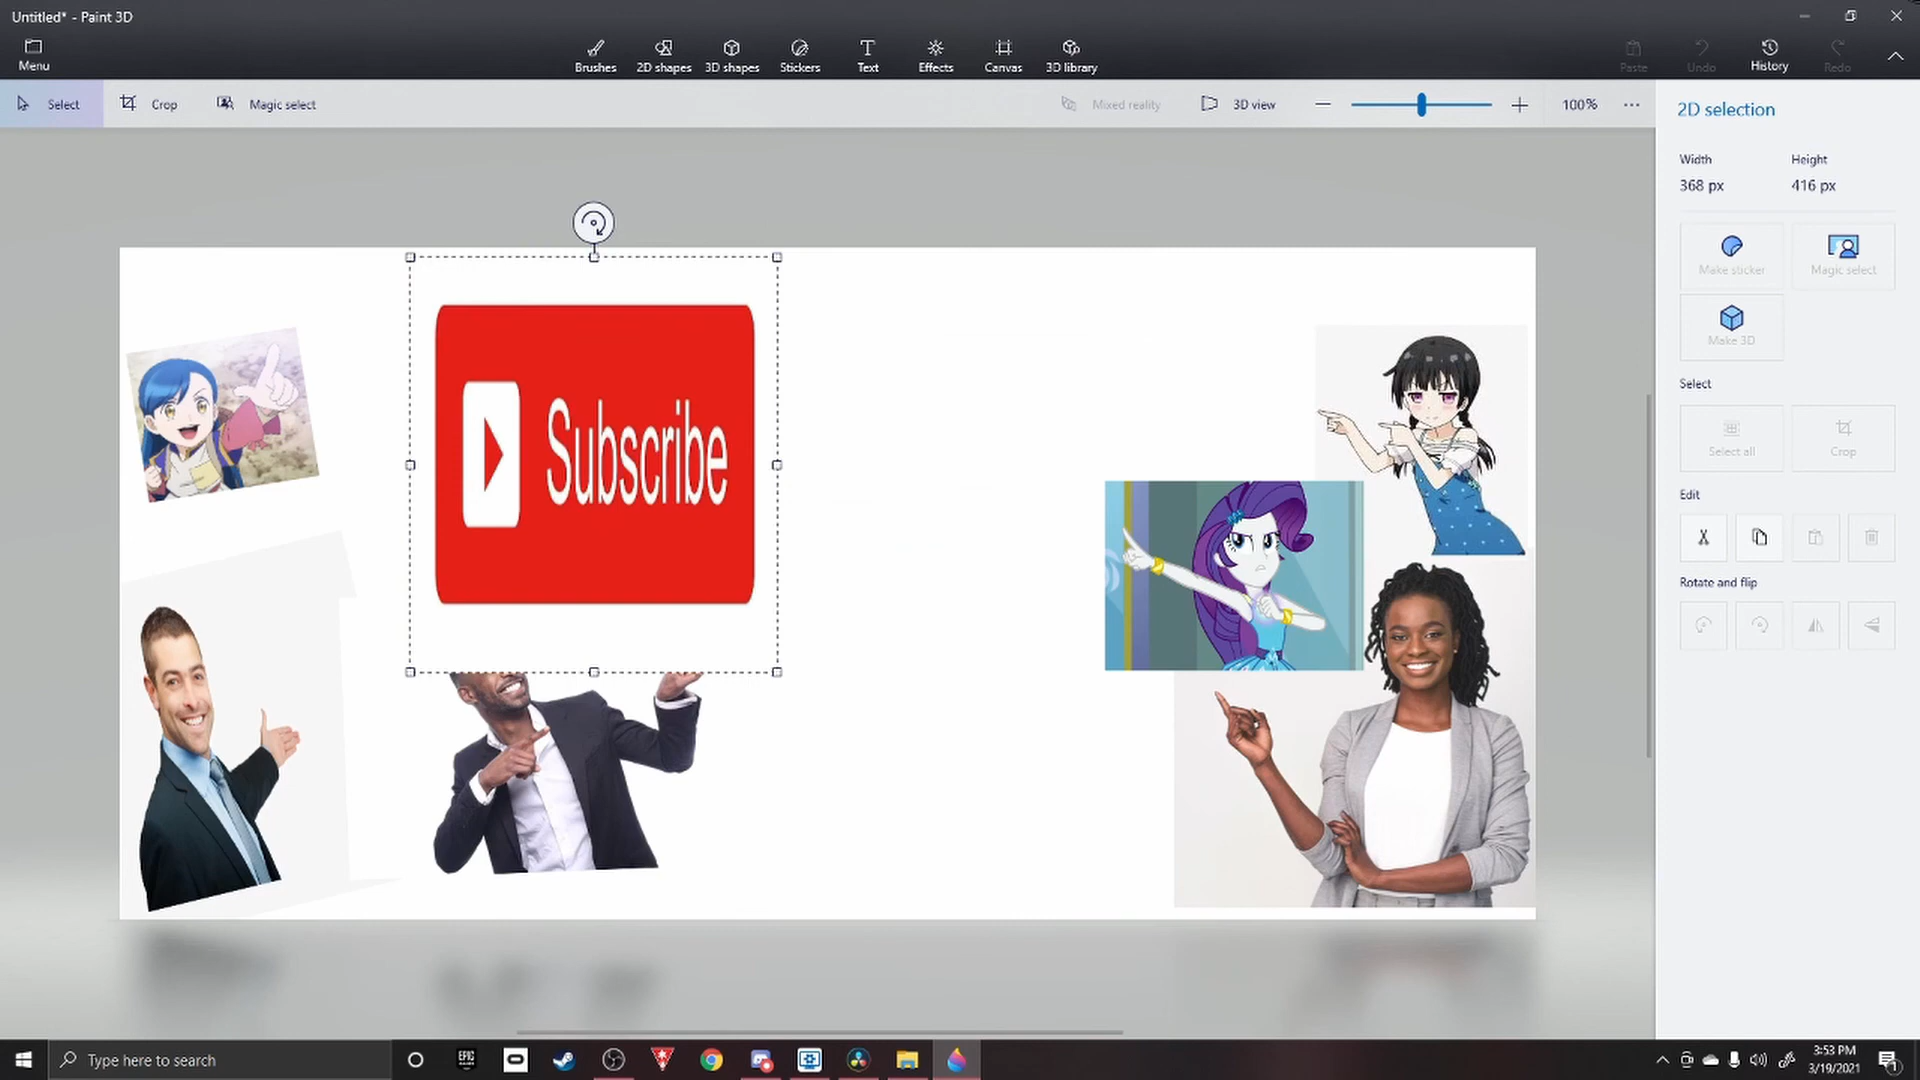 Untitled* - Paint 3D
Menu
Brushes
2D shapes
3D shapes
Stickers
Text
Effects
Canvas
3D library
Paste
Undo
History
Redo
Select
Crop
Magic select
Mixed reality
3D view
100%
2D selection
Width
Height
368 px
416 px
Make sticker
Magic select
Make 3D
Select
Select all
Crop
Edit
Rotate and flip
Subscribe
Type here to search
EPIC
3:53 PM
3/19/2021
1